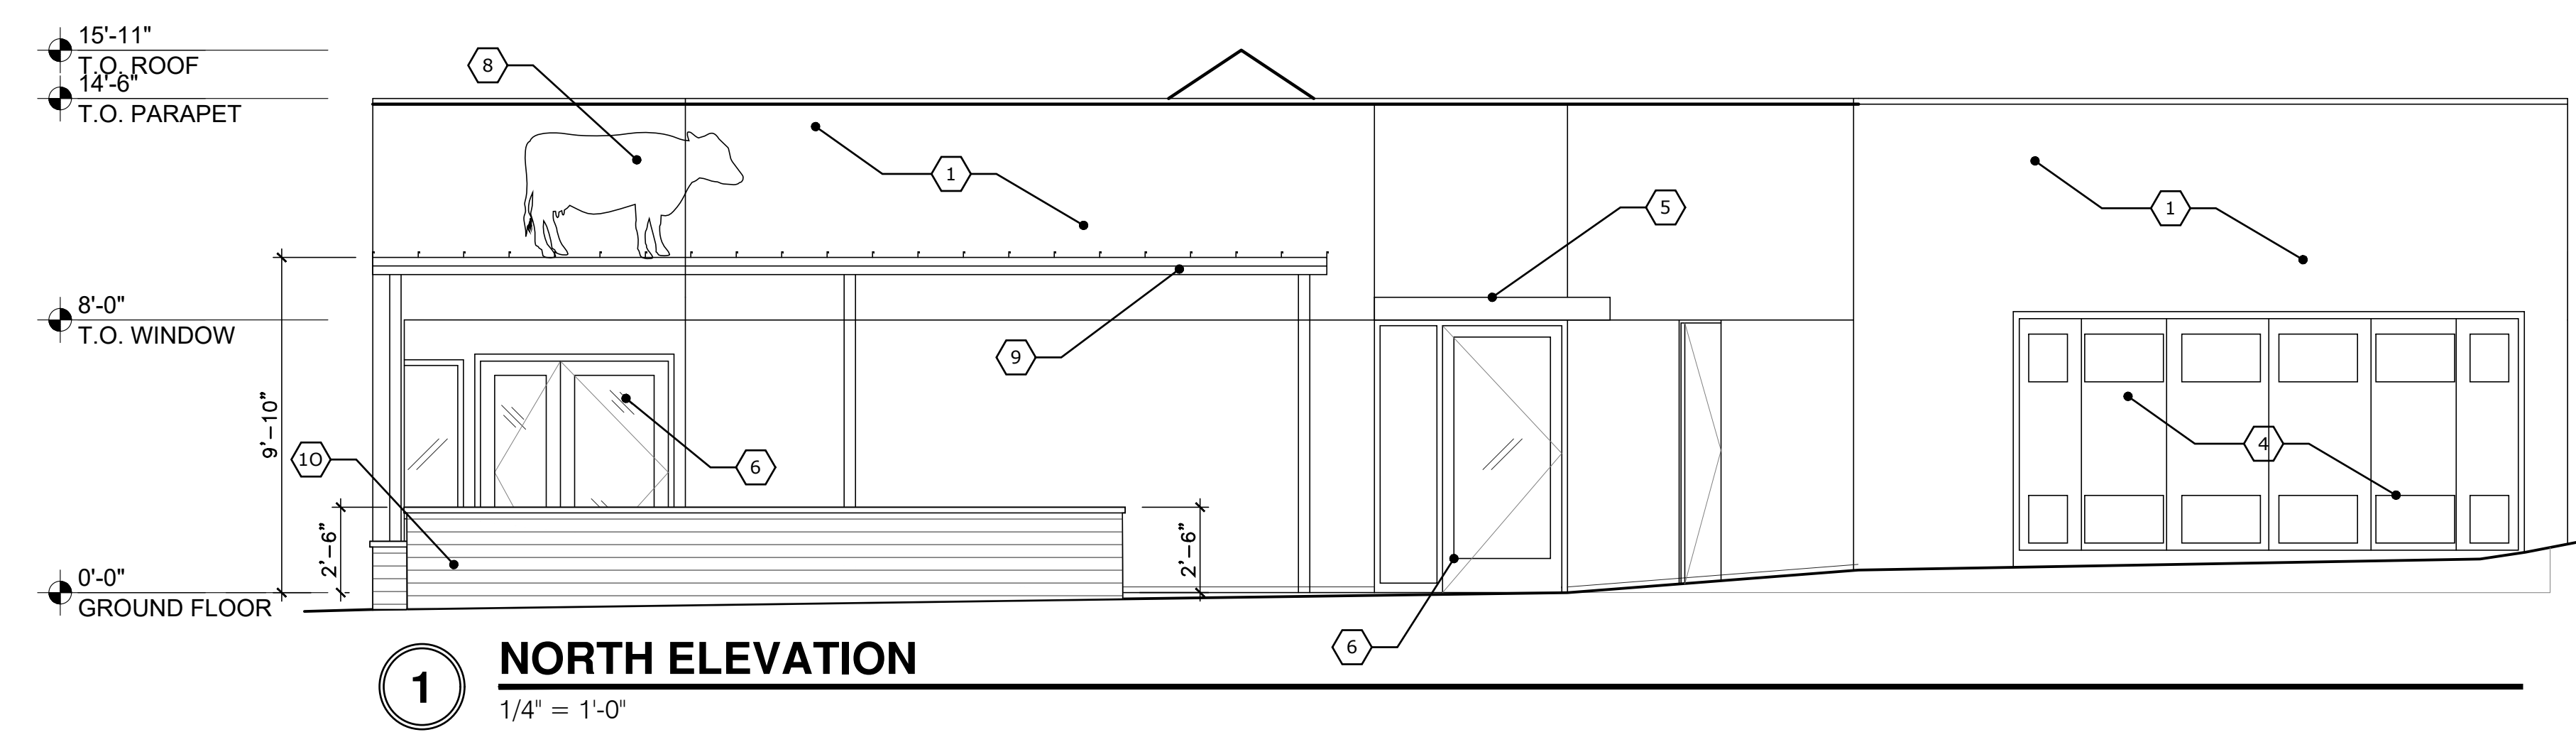 15'-11"
T.O. ROOF
14'-6"
T.O. PARAPET
8
1
1
5
8'-0"
T.O. WINDOW
9
9'-10"
4
10
6
2'-6"
2'-6"
0'-0"
GROUND FLOOR
6
1
NORTH ELEVATION
1/4" = 1'-0"